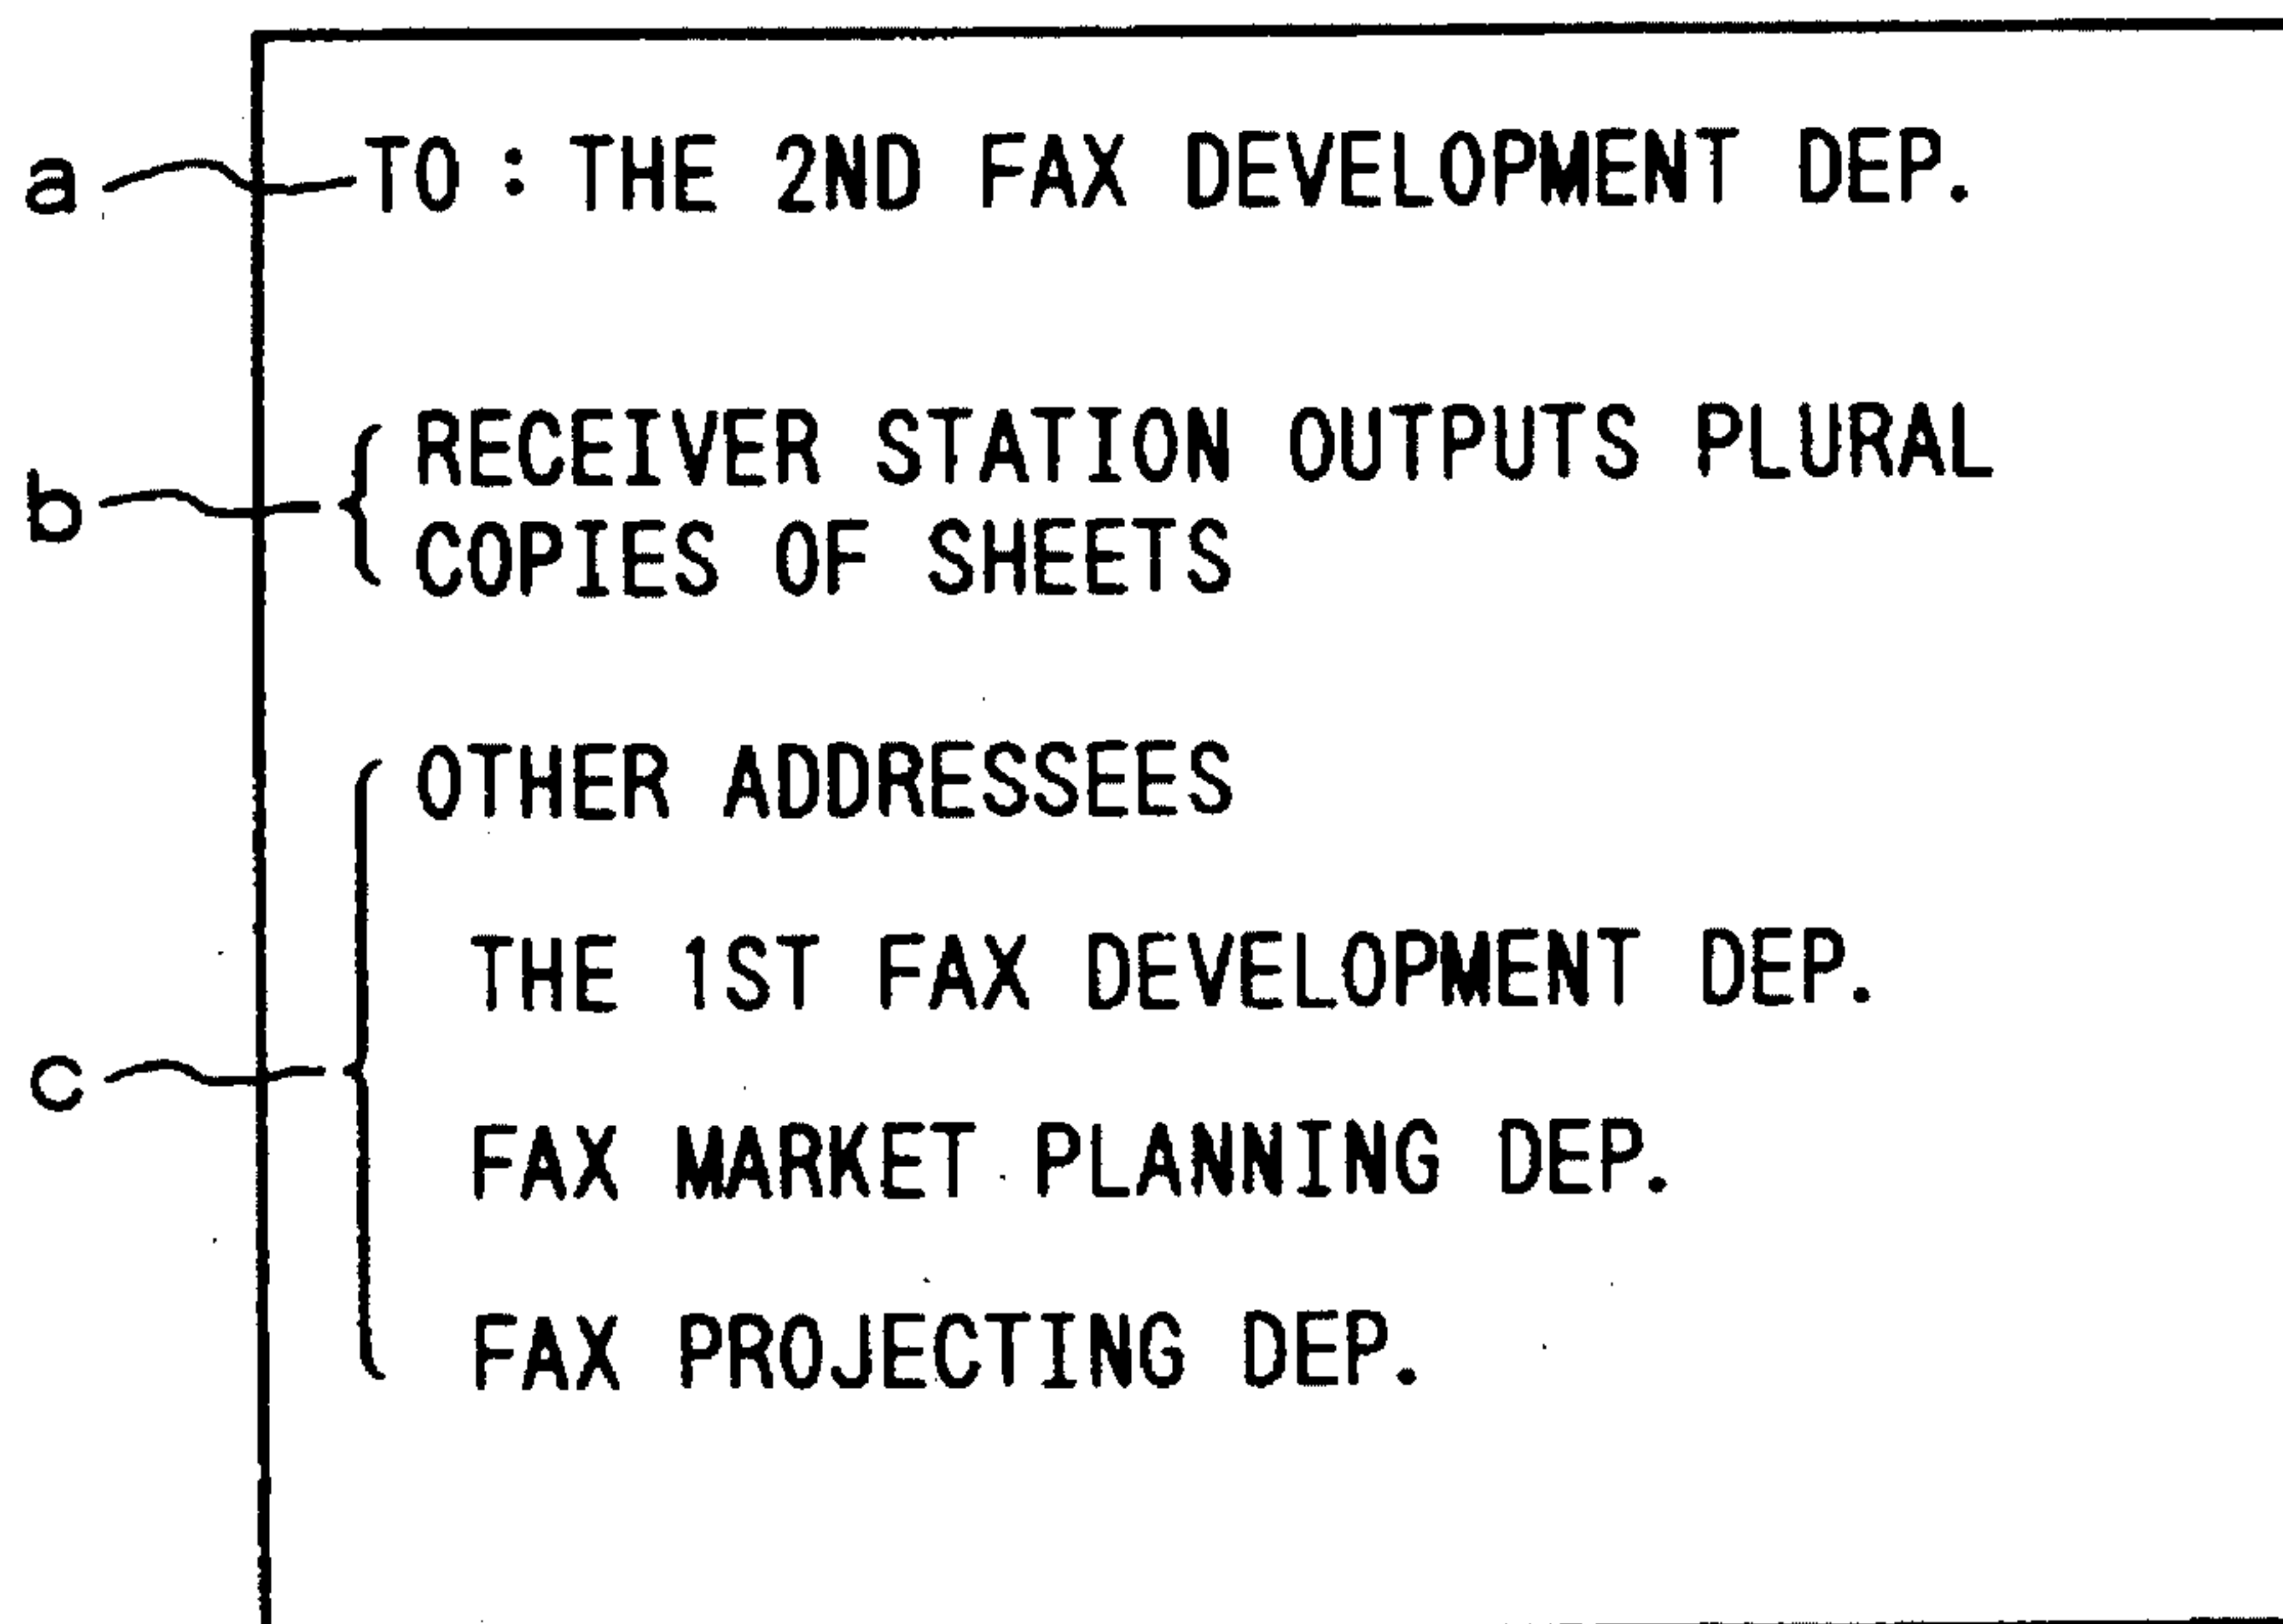 a TO : THE 2ND FAX DEVELOPMENT DEP.
RECEIVER STATION OUTPUTS PLURAL
b COPIES OF SHEETS
OTHER ADDRESSEES
THE 1ST FAX DEVELOPMENT DEP.
c
FAX MARKET PLANNING DEP.
FAX PROJECTING DEP.